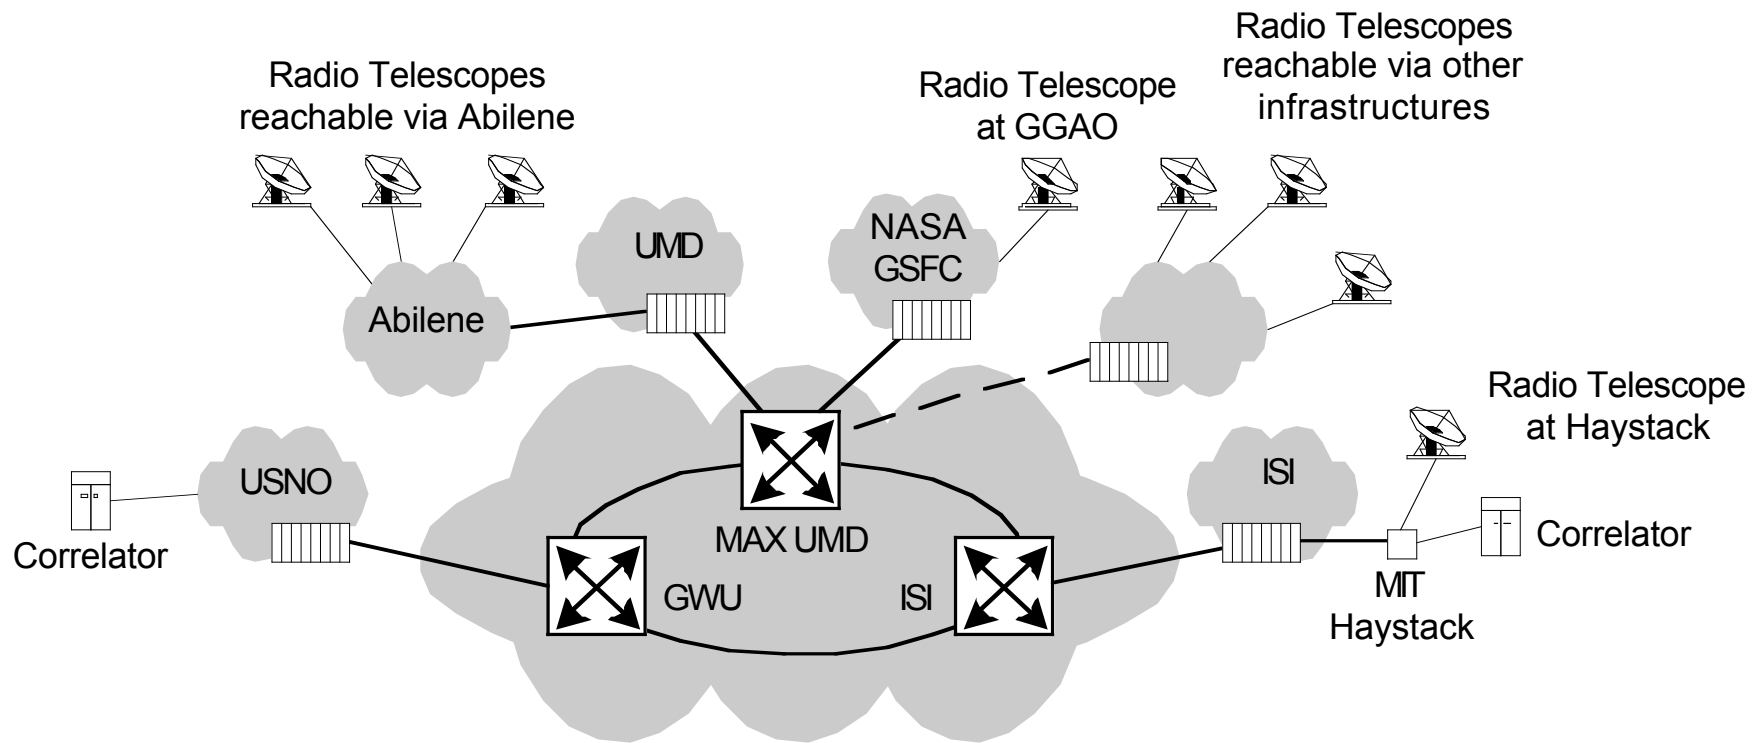 Radio Telescopes
reachable via Abilene
Radio Telescope
at GGAO
Radio Telescopes
reachable via other
infrastructures
UMD
NASA
GSFC
Abilene
Radio Telescope
at Haystack
USNO
ISI
Correlator
MAX UMD
Correlator
GWU
ISI
MIT
Haystack